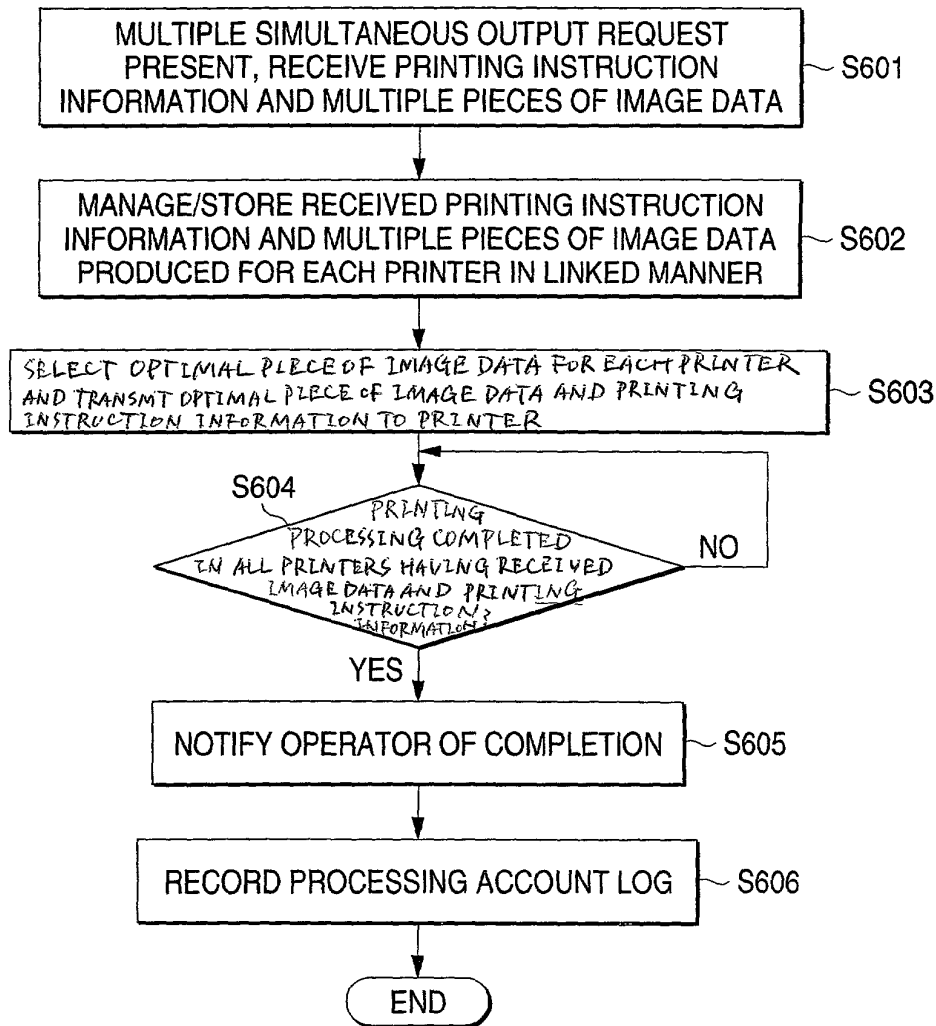 MULTIPLE SIMULTANEOUS OUTPUT REQUEST
PRESENT, RECEIVE PRINTING INSTRUCTION
INFORMATION AND MULTIPLE PIECES OF IMAGE DATA
S601
MANAGE/STORE RECEIVED PRINTING INSTRUCTION
INFORMATION AND MULTIPLE PIECES OF IMAGE DATA
PRODUCED FOR EACH PRINTER IN LINKED MANNER
S602
SELECT OPTIMAL PIECE OF IMAGE DATA FOR EACH PRINTER
AND TRANSMT OPTIMAL PIECE OF IMAGE DATA AND PRINTING
INSTRUCTION INFORMATION TO PRINTER
S603
S604
PRINTING
PROCESSING COMPLETED
IN ALL PRINTERS HAVING RECEIVED
IMAGE DATA AND PRINTING
INSTRUCTION?
INFORMATION?
NO
YES
NOTIFY OPERATOR OF COMPLETION
S605
RECORD PROCESSING ACCOUNT LOG
S606
END